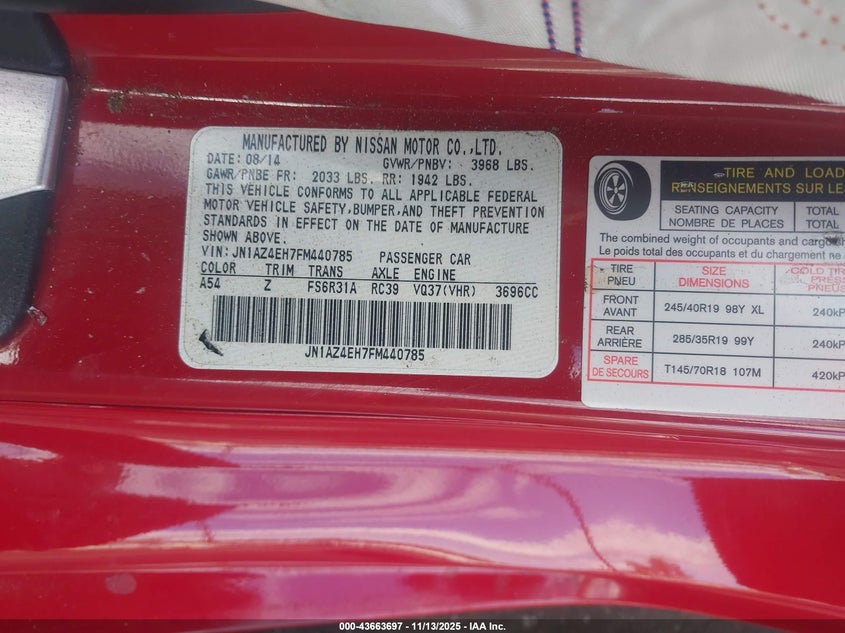 MANUFACTURED BY NISSAN MOTOR CO.,LTD.
DATE: 08/14 GVWR/PNBV: 3968 LBS.
GAWR/PNBE FR: 2033 LBS. RR: 1942 LBS.
THIS VEHICLE CONFORMS TO ALL APPLICABLE FEDERAL
MOTOR VEHICLE SAFETY,BUMPER,AND THEFT PREVENTION
STANDARDS IN EFFECT ON THE DATE OF MANUFACTURE
SHOWN ABOVE.
VIN:JN1AZ4EH7FM440785 PASSENGER CAR
COLOR TRIM TRANS AXLE ENGINE
A54 Z FS6R31A RC39 VQ37(VHR) 3696CC
JN1AZ4EH7FM440785
TIRE AND LOAD
RENSEIGNEMENTS SUR LE
SEATING CAPACITY TOTAL
NOMBRE DE PLACES TOTAL
The combined weight of occupants and cargo
Le poids total des occupants et du chargement
TIRE SIZE COLD
PNEU DIMENSIONS PRESS
PNEUS
FRONT 245/40R19 98Y XL 240kP
AVANT
REAR 285/35R19 99Y 240kP
ARRIÈRE
SPARE T145/70R18 107M 420kP
DE SECOURS
000-43663697 - 11/13/2025 - IAA Inc.